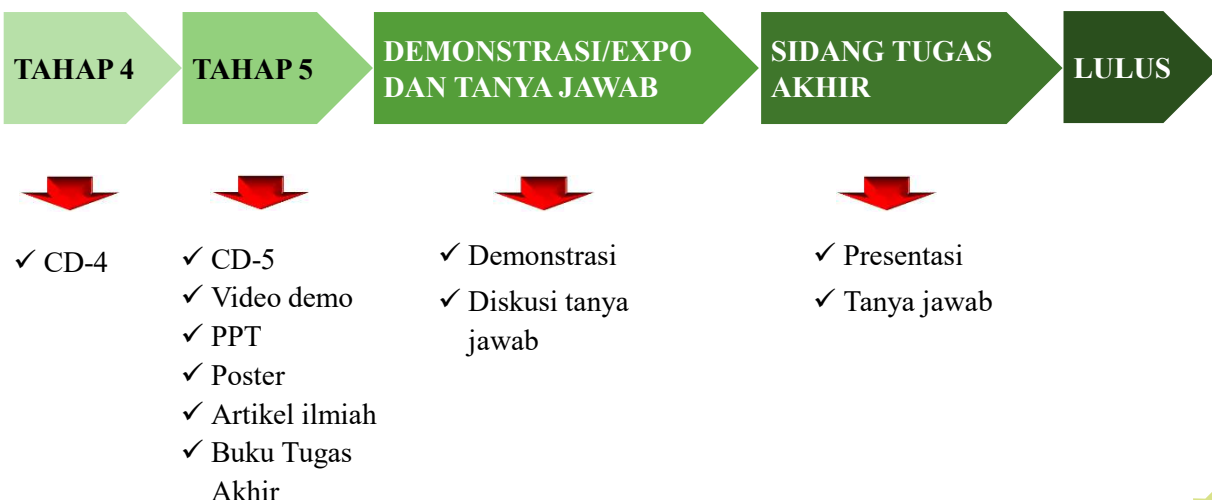 TAHAP 4
TAHAP 5
DEMONSTRASI/EXPO
DAN TANYA JAWAB
SIDANG TUGAS
AKHIR
LULUS
✓ CD-4
✓ CD-5
✓ Video demo
✓ PPT
✓ Poster
✓ Artikel ilmiah
✓ Buku Tugas
Akhir
✓ Demonstrasi
✓ Diskusi tanya
jawab
✓ Presentasi
✓ Tanya jawab